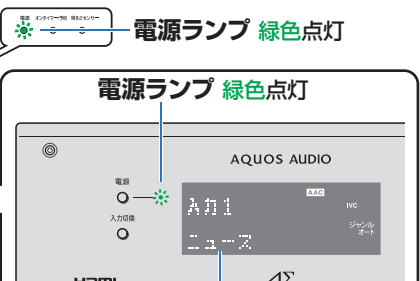 電源 オンタイマー予約 明るさセンサー
電源ランプ 緑色点灯
電源ランプ 緑色点灯
AQUOS AUDIO
電源
AAC
入力1
IVC
入力切換
ジャンル
オート
ニュース